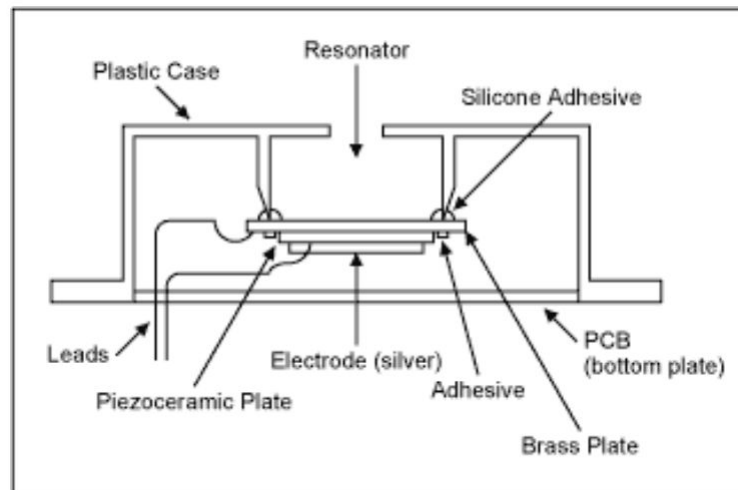 Resonator
Plastic Case
Silicone Adhesive
Leads
Electrode (silver)
PCB
(bottom plate)
Piezoceramic Plate
Adhesive
Brass Plate